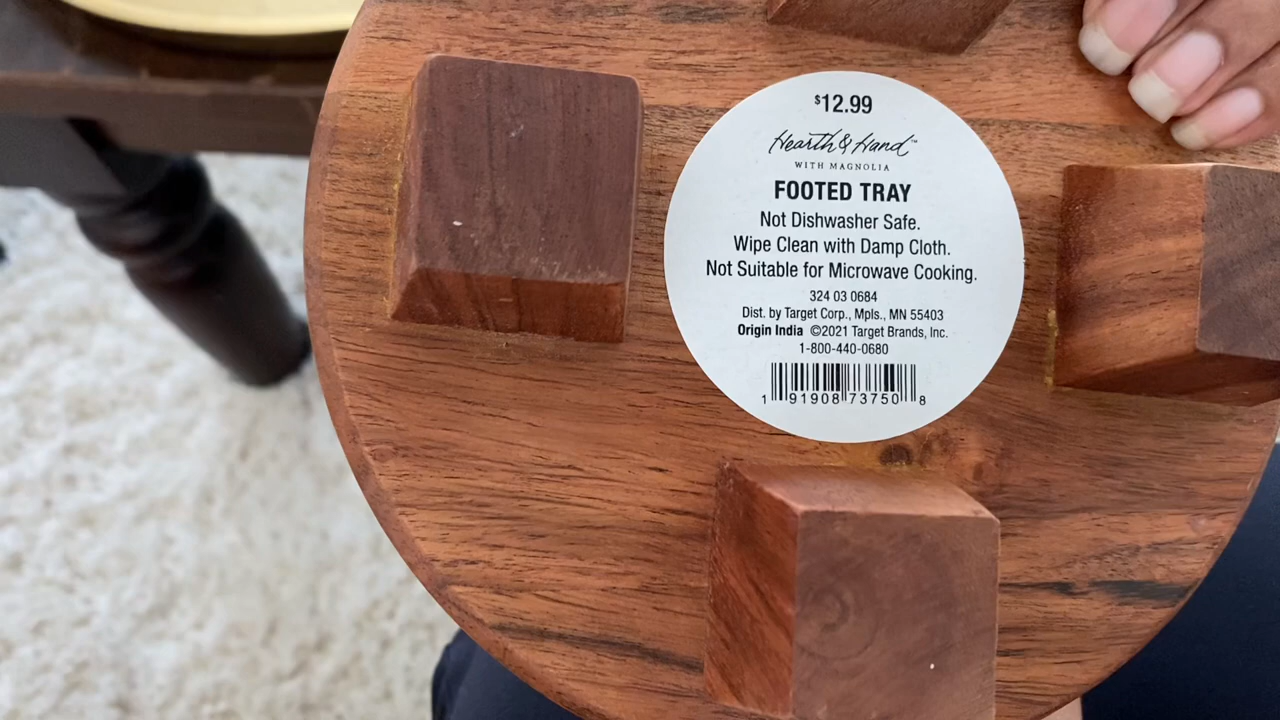 $12.99
Hearth & Hand™
WITH MAGNOLIA
FOOTED TRAY
Not Dishwasher Safe.
Wipe Clean with Damp Cloth.
Not Suitable for Microwave Cooking.
324 03 0684
Dist. by Target Corp., Mpls., MN 55403
Origin India ©2021 Target Brands, Inc.
1-800-440-0680
1 91908 73750 8